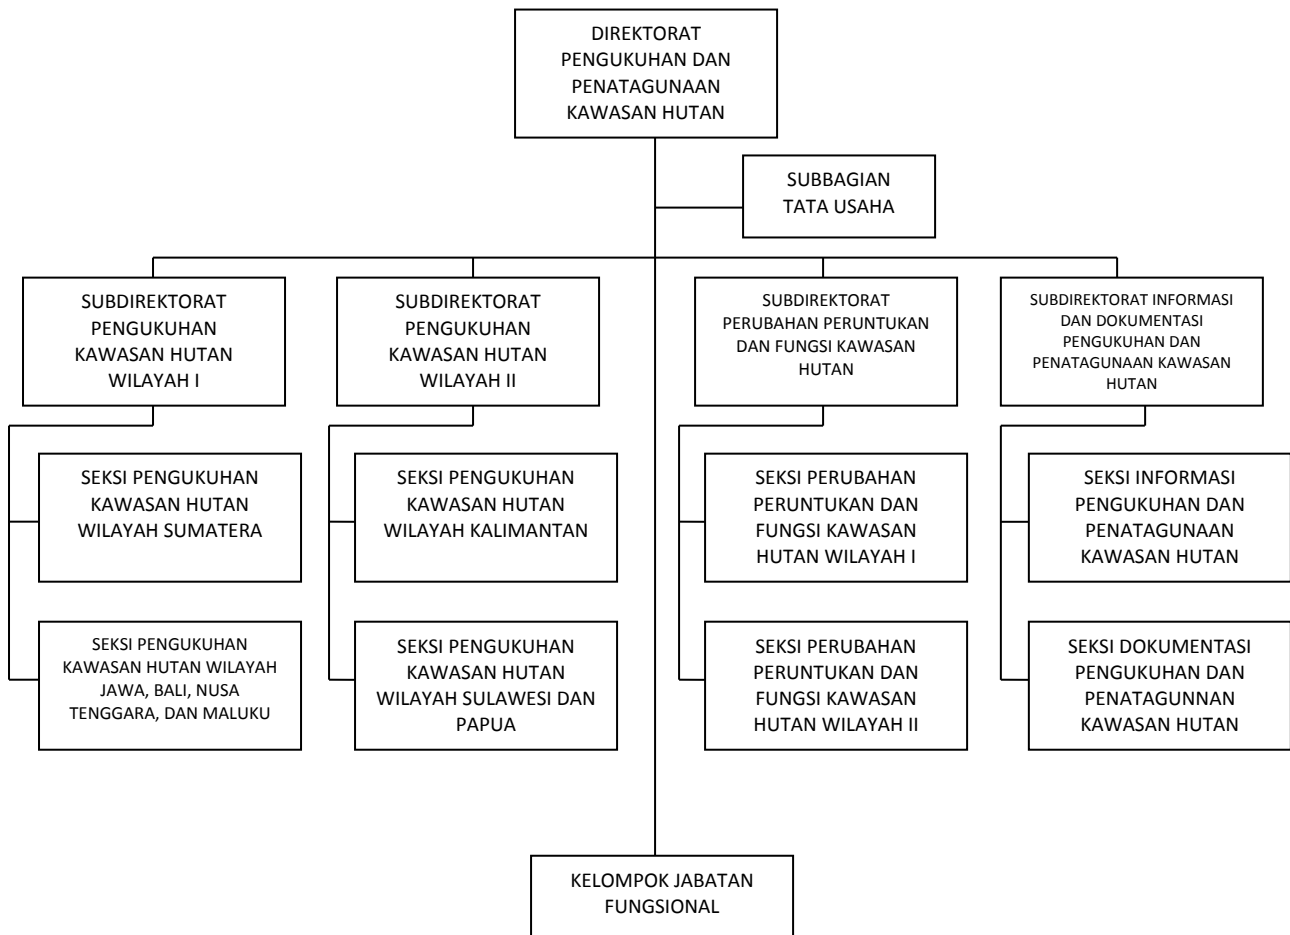 DIREKTORAT
PENGUKUHAN DAN
PENATAGUNAAN
KAWASAN HUTAN
SUBBAGIAN
TATA USAHA
SUBDIREKTORAT
PENGUKUHAN
KAWASAN HUTAN
WILAYAH I
SUBDIREKTORAT
PENGUKUHAN
KAWASAN HUTAN
WILAYAH II
SUBDIREKTORAT
PERUBAHAN PERUNTUKAN
DAN FUNGSI KAWASAN
HUTAN
SUBDIREKTORAT INFORMASI
DAN DOKUMENTASI
PENGUKUHAN DAN
PENATAGUNAAN KAWASAN
HUTAN
SEKSI PENGUKUHAN
KAWASAN HUTAN
WILAYAH SUMATERA
SEKSI PENGUKUHAN
KAWASAN HUTAN
WILAYAH KALIMANTAN
SEKSI PERUBAHAN
PERUNTUKAN DAN
FUNGSI KAWASAN
HUTAN WILAYAH I
SEKSI INFORMASI
PENGUKUHAN DAN
PENATAGUNAAN
KAWASAN HUTAN
SEKSI PENGUKUHAN
KAWASAN HUTAN WILAYAH
JAWA, BALI, NUSA
TENGGARA, DAN MALUKU
SEKSI PENGUKUHAN
KAWASAN HUTAN
WILAYAH SULAWESI DAN
PAPUA
SEKSI PERUBAHAN
PERUNTUKAN DAN
FUNGSI KAWASAN
HUTAN WILAYAH II
SEKSI DOKUMENTASI
PENGUKUHAN DAN
PENATAGUNNAN
KAWASAN HUTAN
KELOMPOK JABATAN
FUNGSIONAL